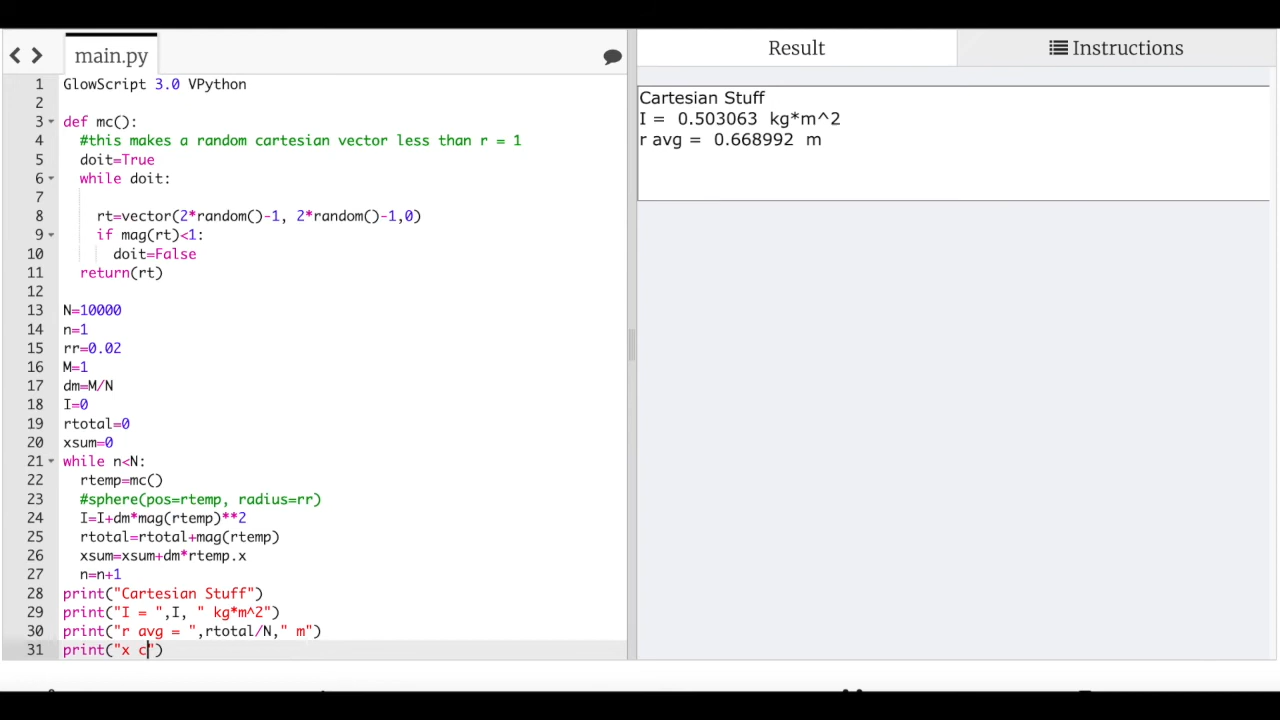 main.py
1 GlowScript 3.0 VPython
2
3 def mc():
4 #this makes a random cartesian vector less than r = 1
5 doit=True
6 while doit:
7
8 rt=vector(2*random()-1, 2*random()-1,0)
9 if mag(rt)<1:
10 doit=False
11 return(rt)
12
13 N=10000
14 n=1
15 rr=0.02
16 M=1
17 dm=M/N
18 I=0
19 rtotal=0
20 xsum=0
21 while n<N:
22 rtemp=mc()
23 #sphere(pos=rtemp, radius=rr)
24 I=I+dm*mag(rtemp)**2
25 rtotal=rtotal+mag(rtemp)
26 xsum=xsum+dm*rtemp.x
27 n=n+1
28 print("Cartesian Stuff")
29 print("I = ",I, " kg*m^2")
30 print("r avg = ",rtotal/N," m")
31 print("x c")
Result
Instructions
Cartesian Stuff
I = 0.503063 kg*m^2
r avg = 0.668992 m